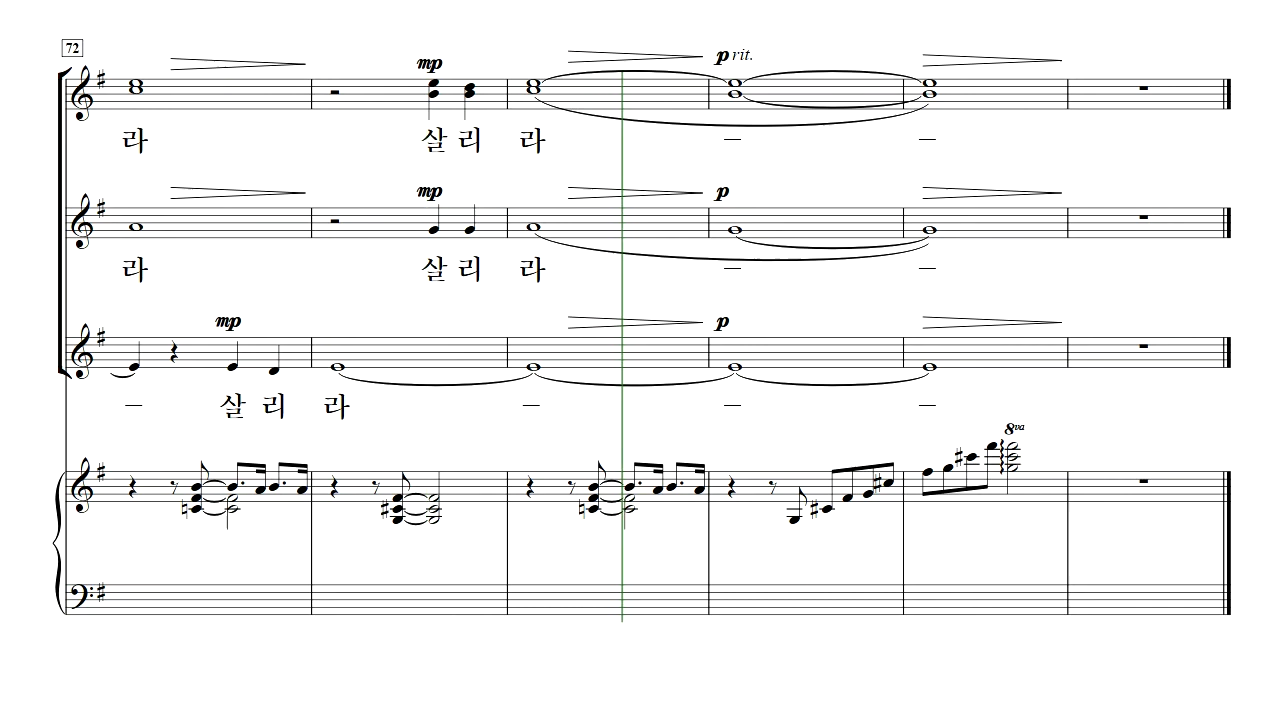 72
mp p rit.
라 살 리 라 — —
mp p
라 살 리 라 — —
mp p
— 살 리 라 — — —
8va